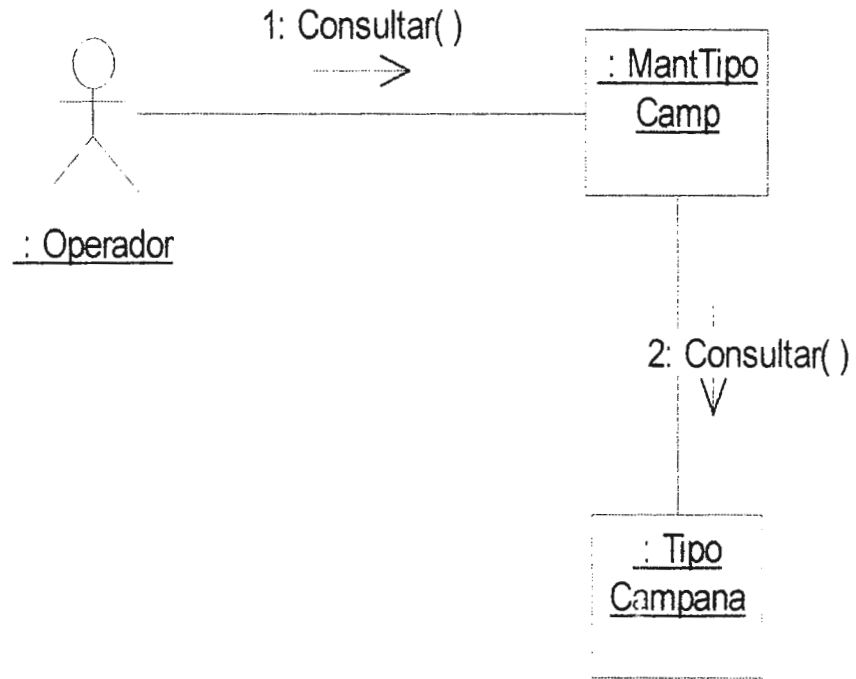 1: Consultar( )
: MantTipo
Camp
: Operador
2: Consultar( )
: Tipo
Campana